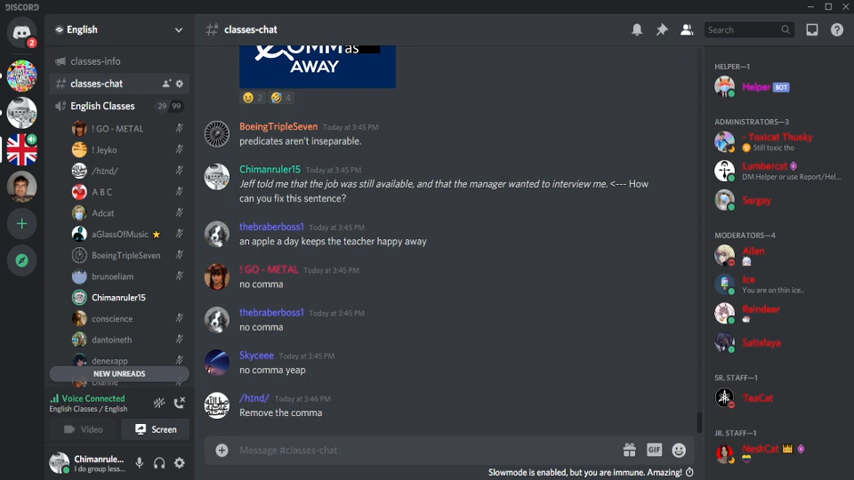 DISCORD
2
English
classes-info
classes-chat
English Classes 29 99
! GO - METAL
! Jeyko
/h1nd/
A B C
Adcat
aGlassOfMusic
BoeingTripleSeven
brunoeliam
Chimanruler15
conscience
dantoineth
denexapp
Dianne
NEW UNREADS
Voice Connected
English Classes / English
Video Screen
Chimanrule...
I do group less...
classes-chat
Search
COMMAs
AWAY
2 4
BoeingTripleSeven Today at 3:45 PM
predicates aren't inseparable.
Chimanruler15 Today at 3:45 PM
Jeff told me that the job was still available, and that the manager wanted to interview me. <--- How
can you fix this sentence?
thebraberboss1 Today at 3:45 PM
an apple a day keeps the teacher happy away
! GO - METAL Today at 3:45 PM
no comma
thebraberboss1 Today at 3:45 PM
no comma
Skyceee Today at 3:45 PM
no comma yeap
/h1nd/ Today at 3:46 PM
Remove the comma
Message #classes-chat
GIF
Slowmode is enabled, but you are immune. Amazing!
HELPER—1
Helper BOT
ADMINISTRATORS—3
Toxicat Thusky
Still toxic tho
Lumbercat
DM Helper or use Report/Hel...
Sergey
MODERATORS—4
Allen
Ice
You are on thin ice..
Raindeer
Satisfaya
SR. STAFF—1
TeaCat
JR. STAFF—1
NeshCat